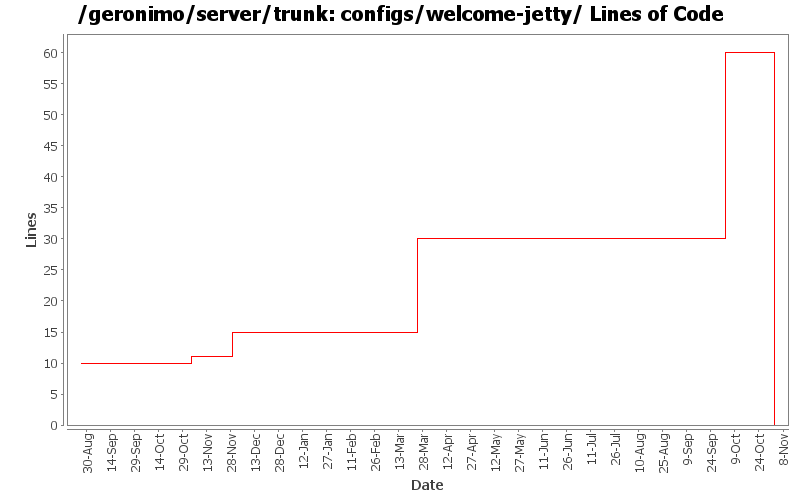 /geronimo/server/trunk: configs/welcome-jetty/ Lines of Code
60
55
50
45
40
35
30
25
20
15
10
5
0
Lines
30-Aug
14-Sep
29-Sep
14-Oct
29-Oct
13-Nov
28-Nov
13-Dec
28-Dec
12-Jan
27-Jan
11-Feb
26-Feb
13-Mar
28-Mar
12-Apr
27-Apr
12-May
27-May
11-Jun
26-Jun
11-Jul
26-Jul
10-Aug
25-Aug
9-Sep
24-Sep
9-Oct
24-Oct
8-Nov
Date